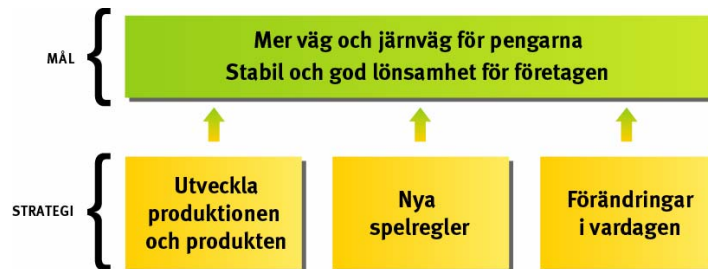 MÅL
Mer väg och järnväg för pengarna
Stabil och god lönsamhet för företagen
STRATEGI
Utveckla
produktionen
och produkten
Nya
spelregler
Förändringar
i vardagen